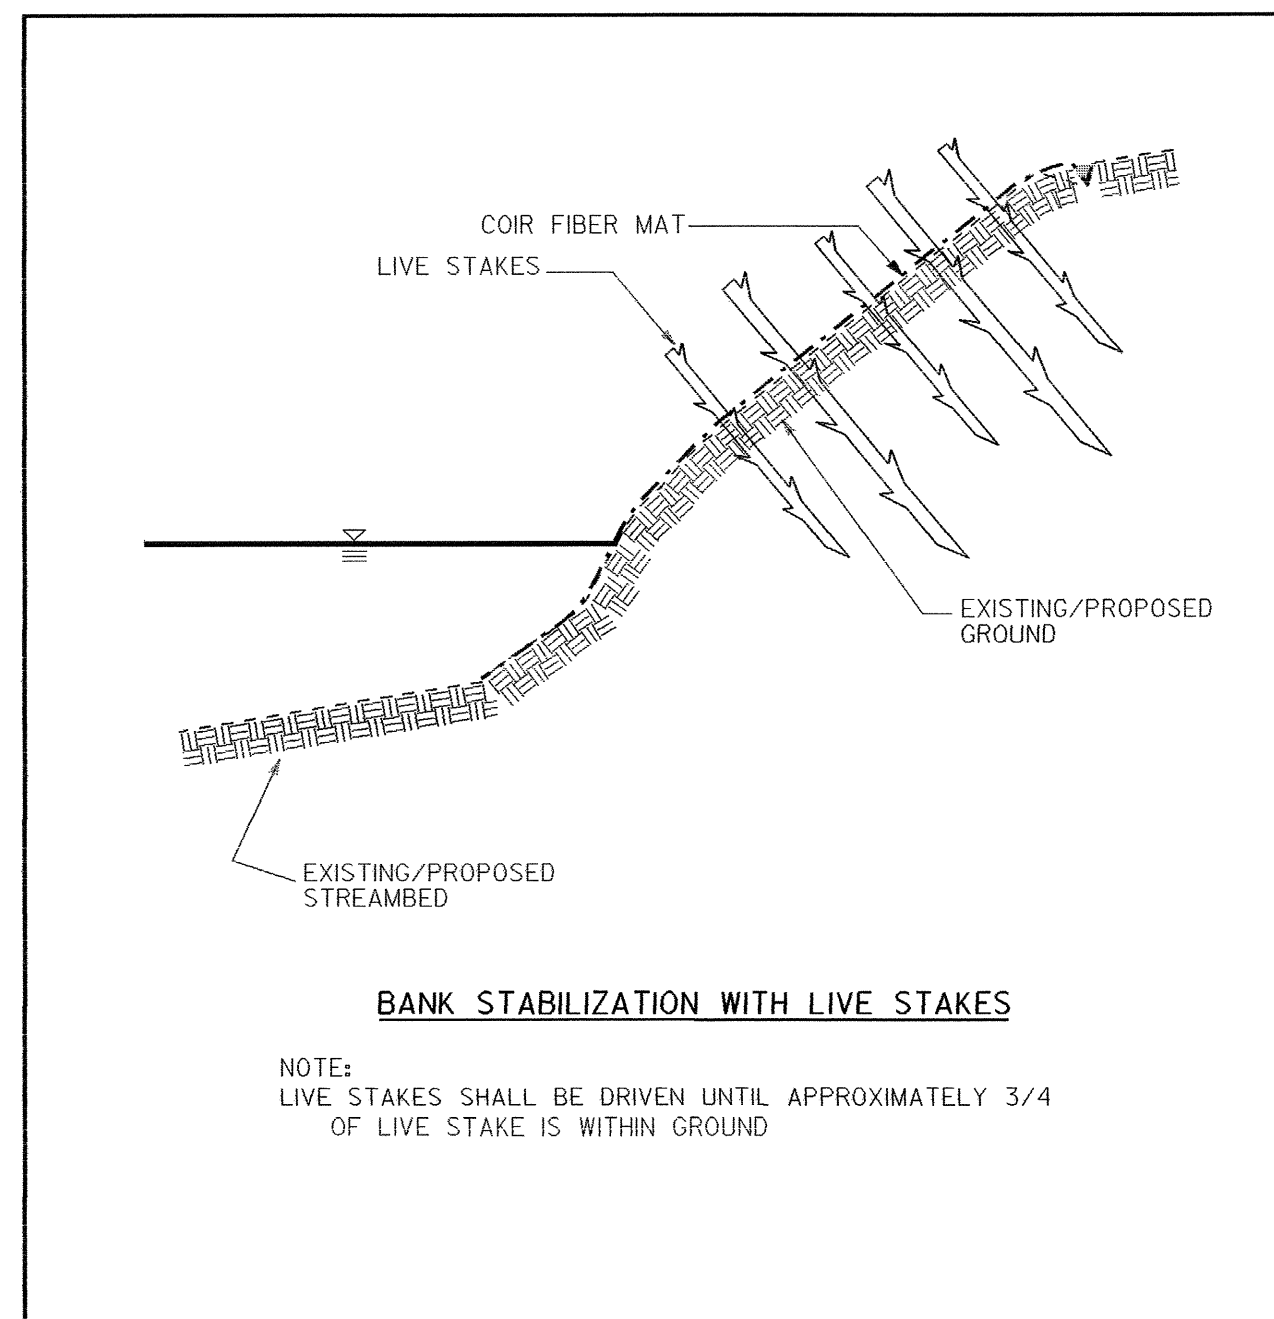 COIR FIBER MAT
LIVE STAKES
EXISTING/PROPOSED
GROUND
EXISTING/PROPOSED
STREAMBED
BANK STABILIZATION WITH LIVE STAKES
NOTE:
LIVE STAKES SHALL BE DRIVEN UNTIL APPROXIMATELY 3/4
OF LIVE STAKE IS WITHIN GROUND